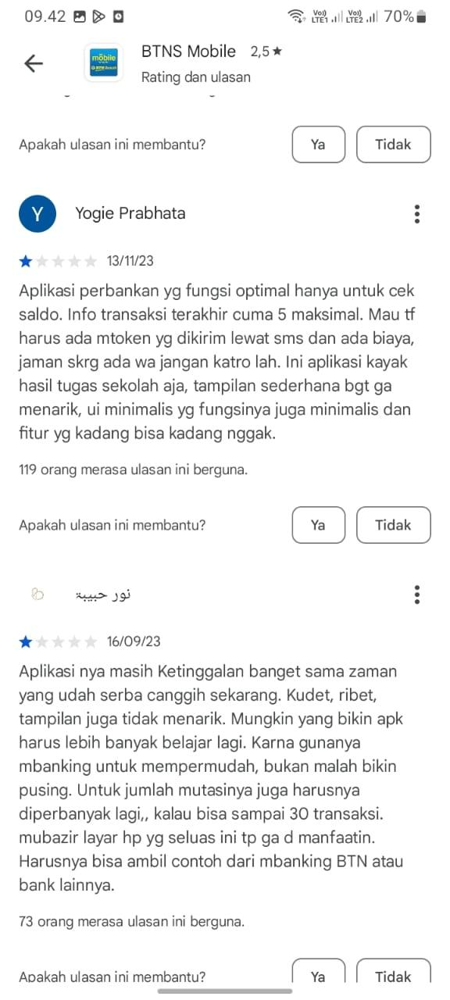 09.42 Vo)) LTE1 Vo)) LTE2 70%
BTNS Mobile 2,5★
mobile
Rating dan ulasan
Apakah ulasan ini membantu? Ya Tidak
Y Yogie Prabhata
13/11/23
Aplikasi perbankan yg fungsi optimal hanya untuk cek
saldo. Info transaksi terakhir cuma 5 maksimal. Mau tf
harus ada mtoken yg dikirim lewat sms dan ada biaya,
jaman skrg ada wa jangan katro lah. Ini aplikasi kayak
hasil tugas sekolah aja, tampilan sederhana bgt ga
menarik, ui minimalis yg fungsinya juga minimalis dan
fitur yg kadang bisa kadang nggak.
119 orang merasa ulasan ini berguna.
Apakah ulasan ini membantu? Ya Tidak
نور حبيبة
16/09/23
Aplikasi nya masih Ketinggalan banget sama zaman
yang udah serba canggih sekarang. Kudet, ribet,
tampilan juga tidak menarik. Mungkin yang bikin apk
harus lebih banyak belajar lagi. Karna gunanya
mbanking untuk mempermudah, bukan malah bikin
pusing. Untuk jumlah mutasinya juga harusnya
diperbanyak lagi,, kalau bisa sampai 30 transaksi.
mubazir layar hp yg seluas ini tp ga d manfaatin.
Harusnya bisa ambil contoh dari mbanking BTN atau
bank lainnya.
73 orang merasa ulasan ini berguna.
Apakah ulasan ini membantu? Ya Tidak